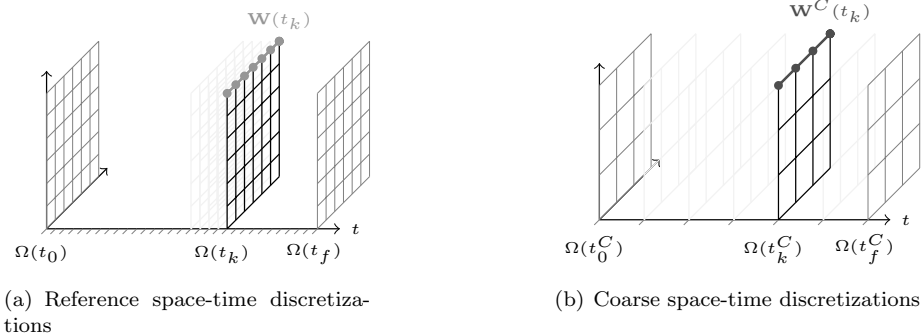 W(t_k)
t
Ω(t_0)
Ω(t_k)
Ω(t_f)
(a) Reference space-time discretiza-
tions
W^C(t_k)
t
Ω(t_0^C)
Ω(t_k^C)
Ω(t_f^C)
(b) Coarse space-time discretizations